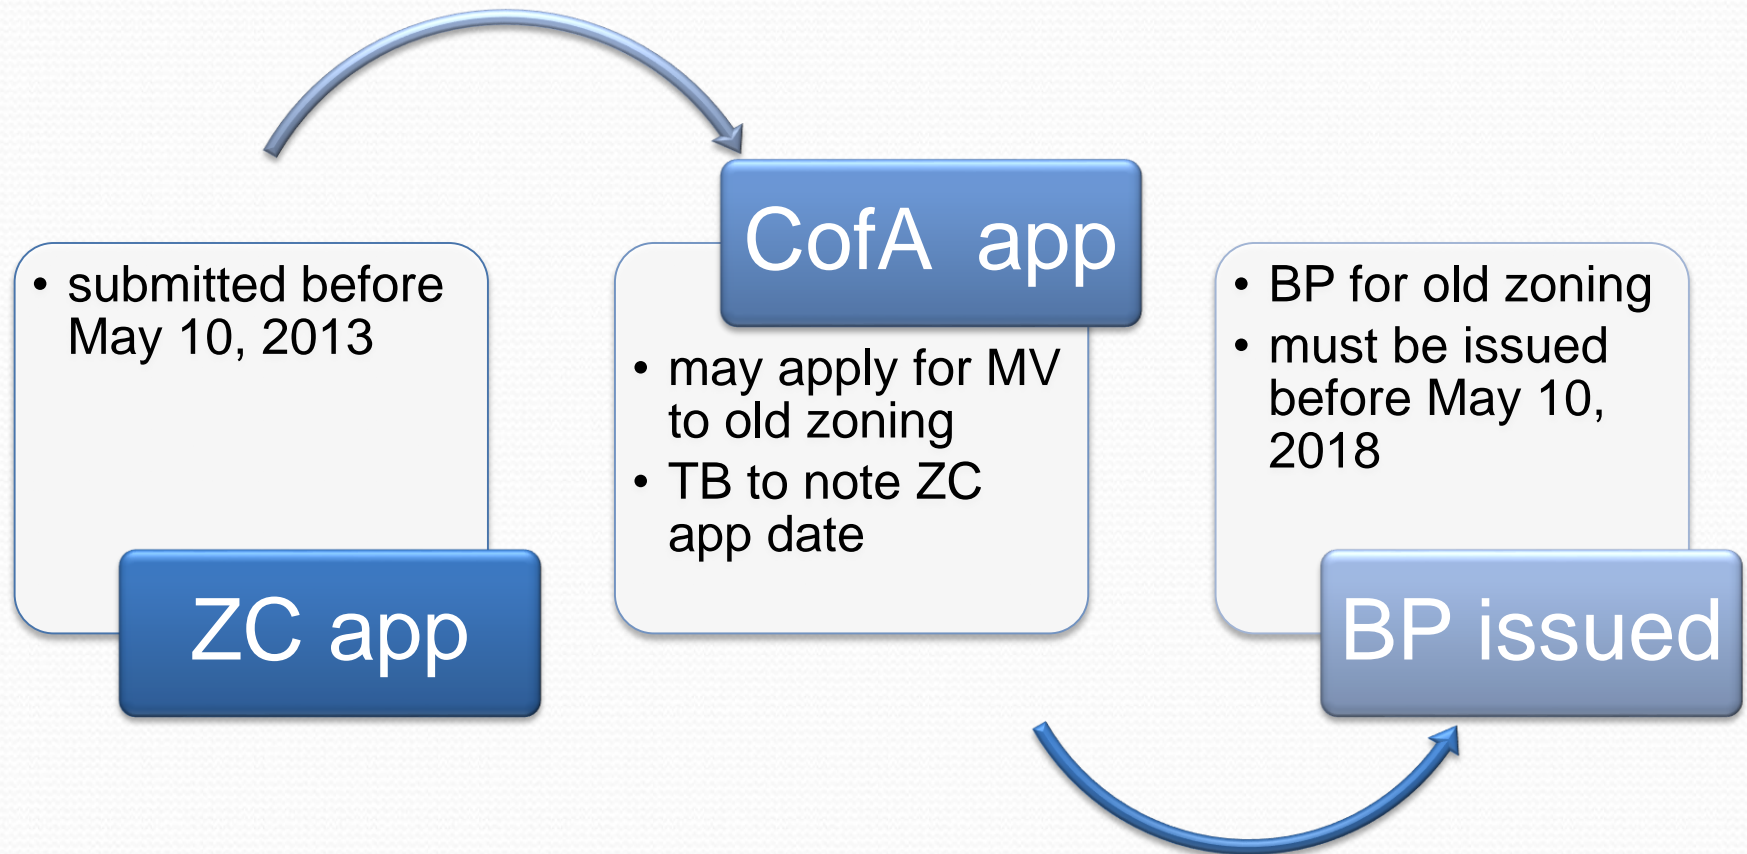 • submitted before
May 10, 2013
ZC app
CofA  app
• may apply for MV
to old zoning
• TB to note ZC
app date
• BP for old zoning
• must be issued
before May 10,
2018
BP issued